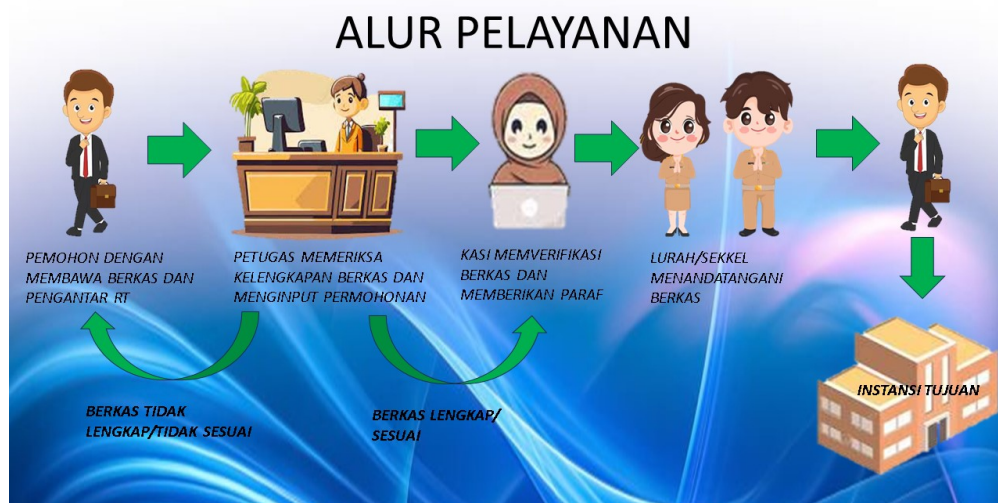 ALUR PELAYANAN
PEMOHON DENGAN
MEMBAWA BERKAS DAN
PENGANTAR RT
PETUGAS MEMERIKSA
KELENGKAPAN BERKAS DAN
MENGINPUT PERMOHONAN
KASI MEMVERIFIKASI
BERKAS DAN
MEMBERIKAN PARAF
LURAH/SEKKEL
MENANDATANGANI
BERKAS
BERKAS TIDAK
LENGKAP/TIDAK SESUAI
BERKAS LENGKAP/
SESUAI
INSTANSI TUJUAN